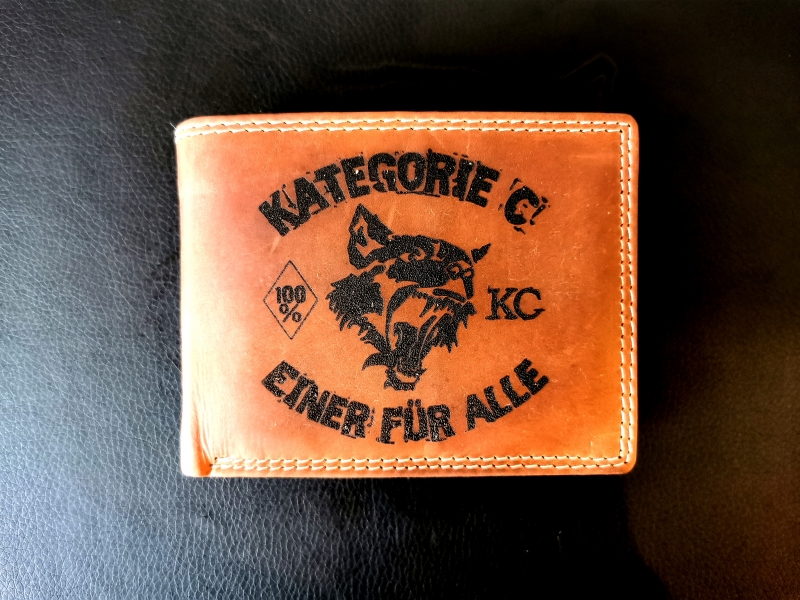 KATEGORIE C
100
%
KC
EINER FÜR ALLE